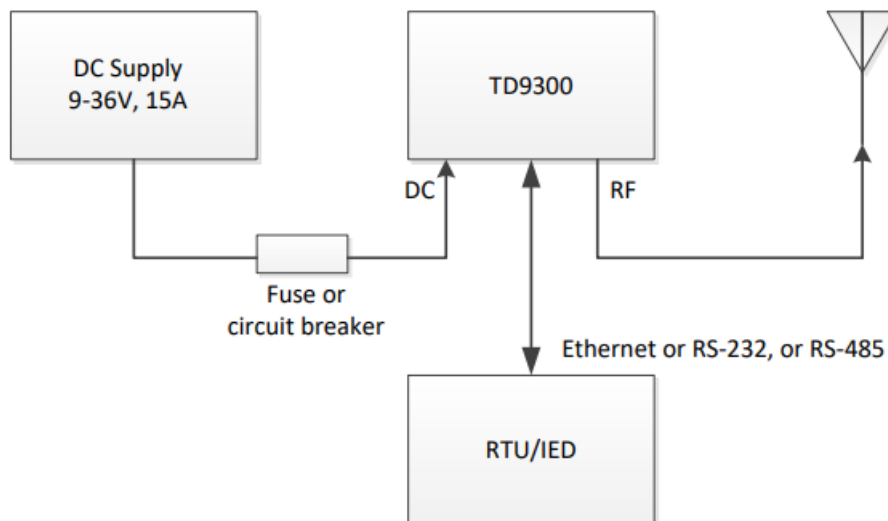 DC Supply
9-36V, 15A
TD9300
DC
RF
Fuse or
circuit breaker
Ethernet or RS-232, or RS-485
RTU/IED